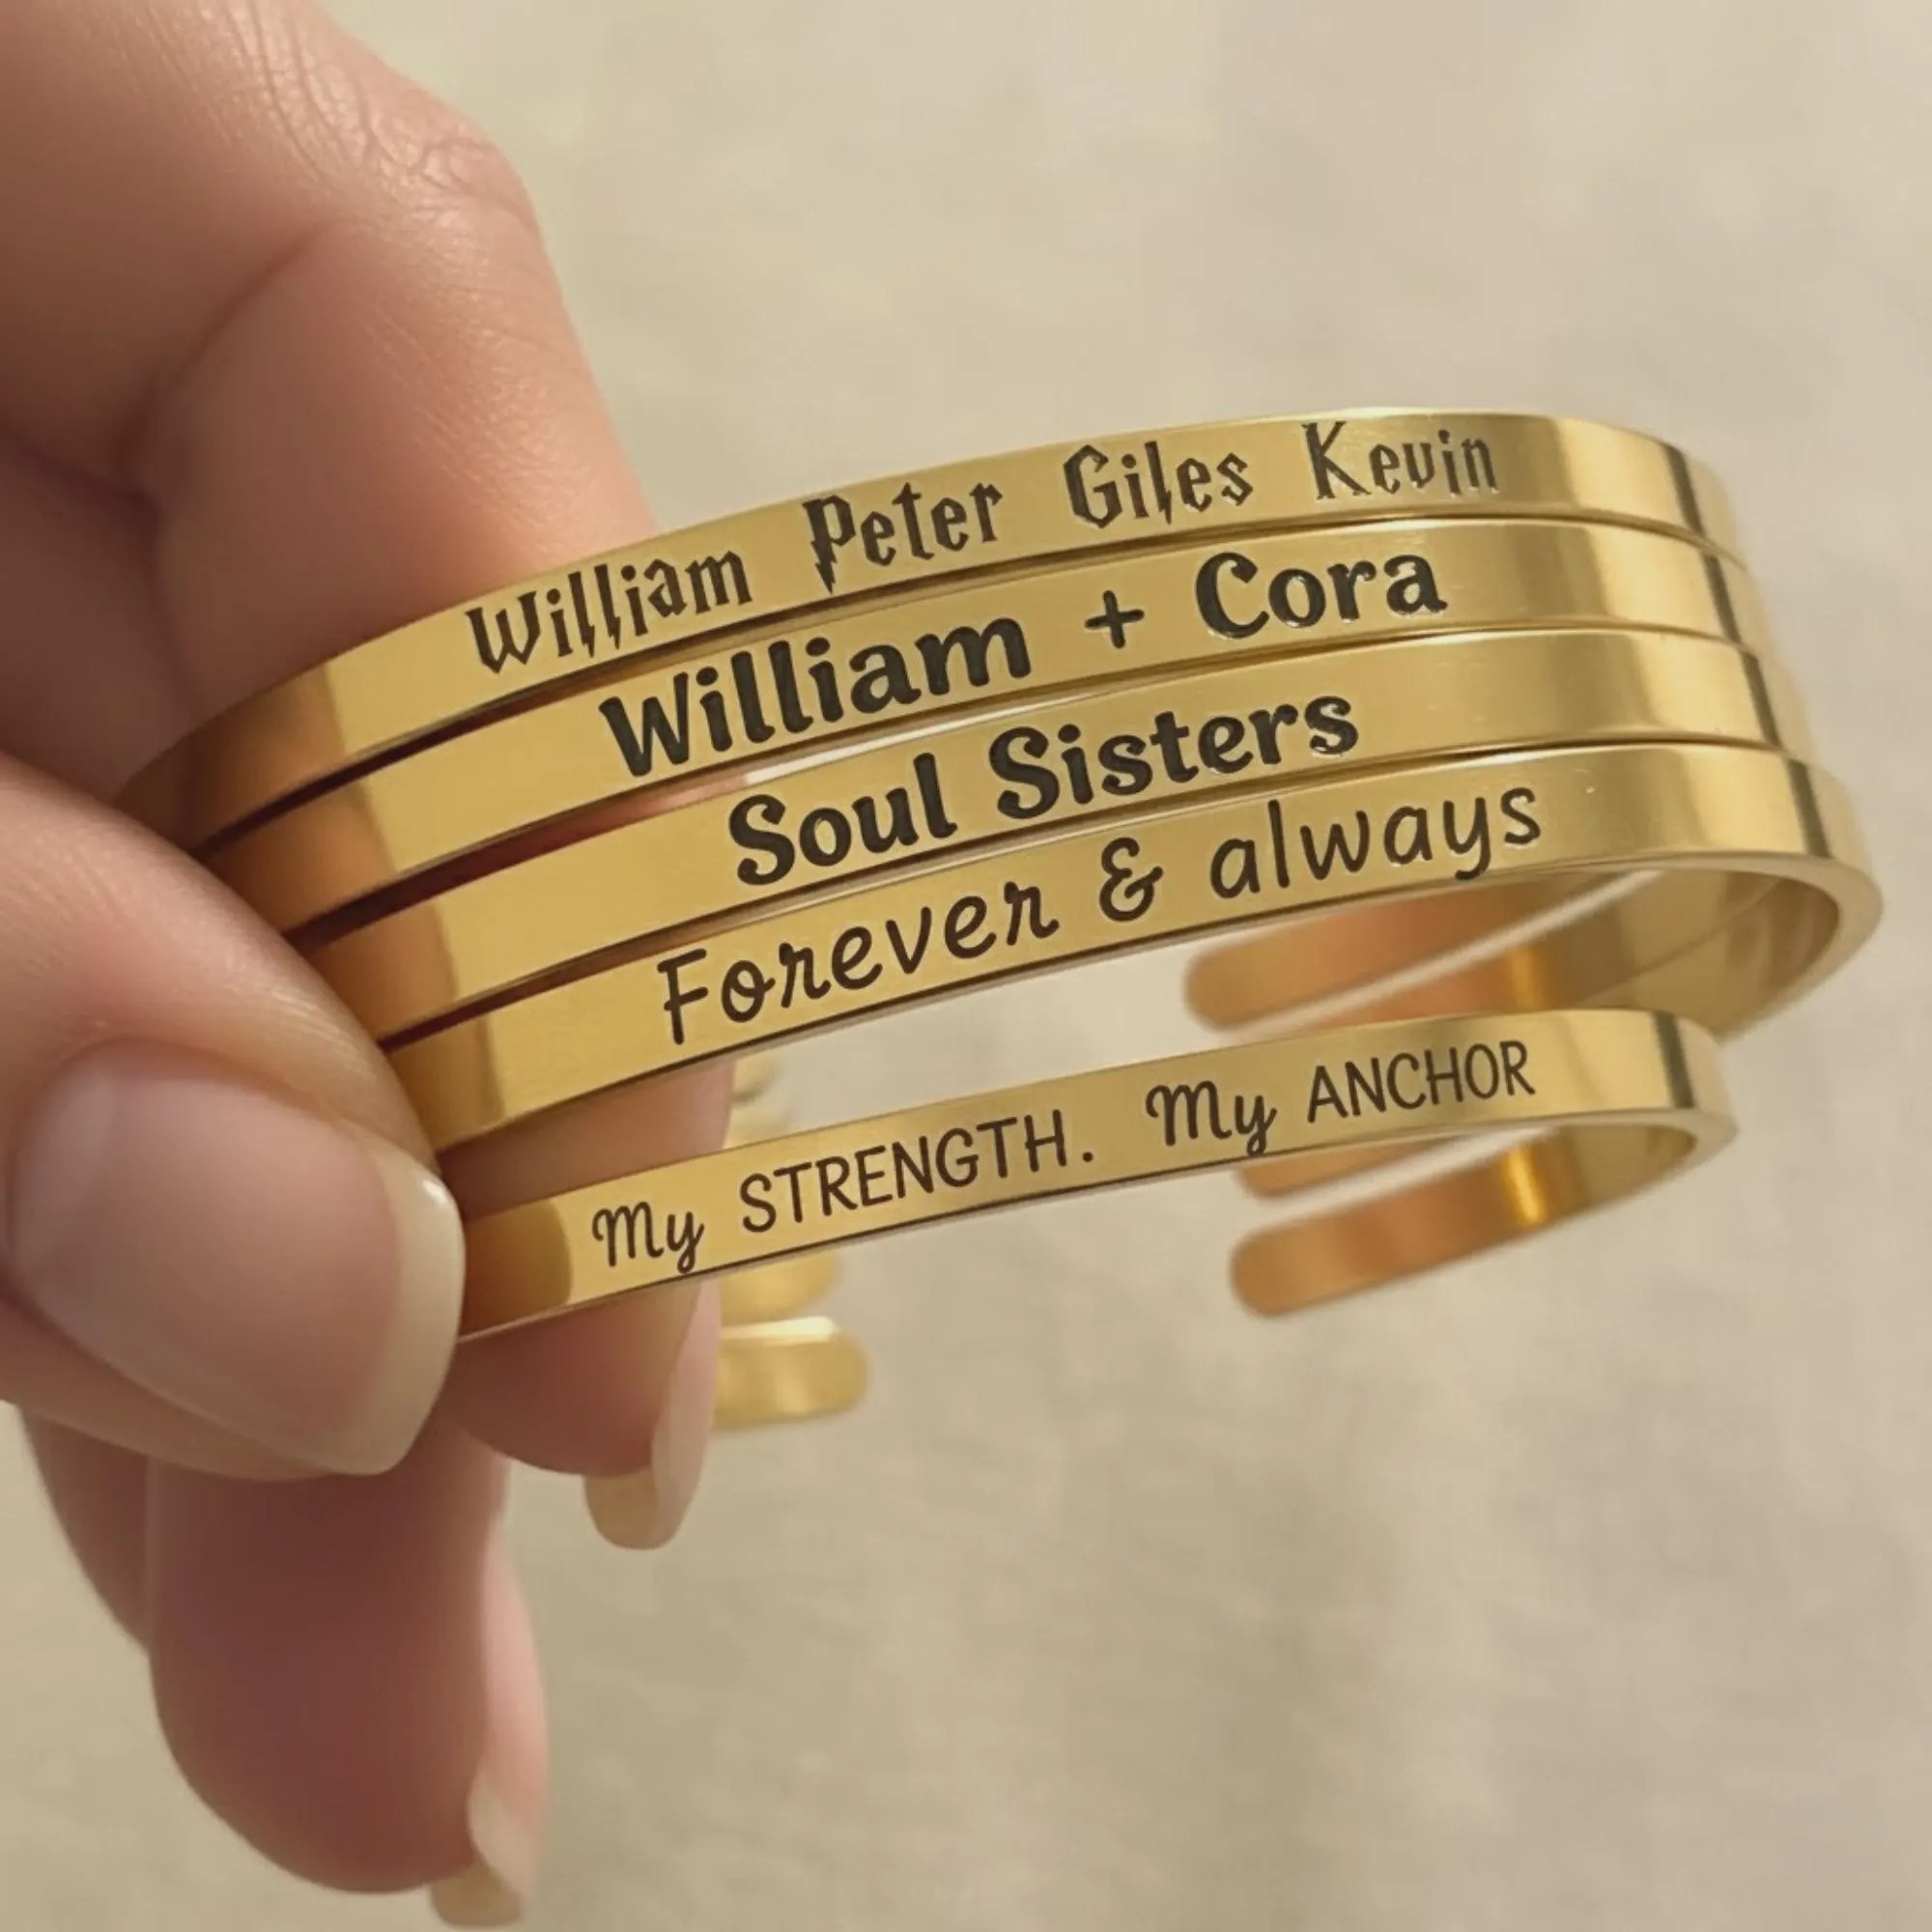 William Peter Giles Kevin
William + Cora
Soul Sisters
Forever & always
My STRENGTH. My ANCHOR